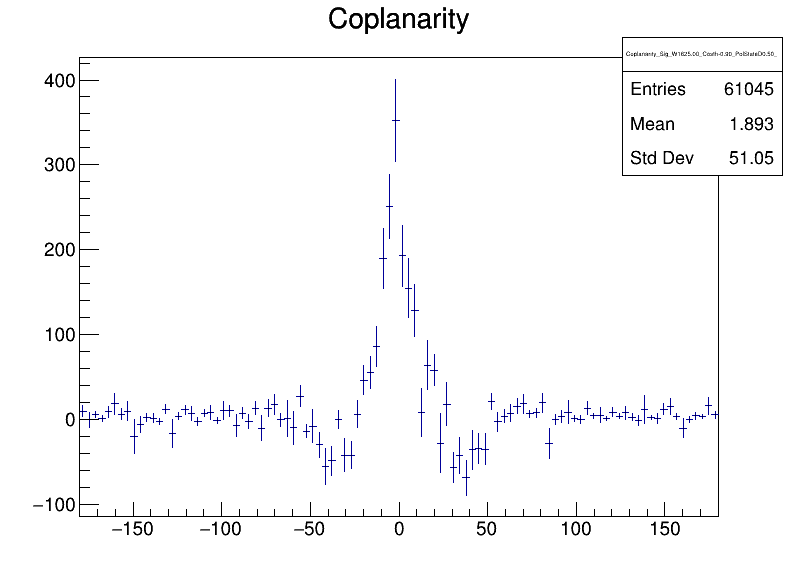 Coplanarity
Coplanarity_Sig_W1625.00_Costh-0.90_PolStateD0.50_
Entries 61045
Mean 1.893
Std Dev 51.05
400
300
200
100
0
−100
−150 −100 −50 0 50 100 150